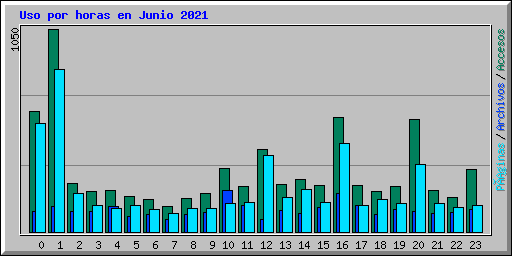 Uso por horas en Junio 2021
1050
0 1 2 3 4 5 6 7 8 9 10 11 12 13 14 15 16 17 18 19 20 21 22 23
Páginas / Archivos / Accesos